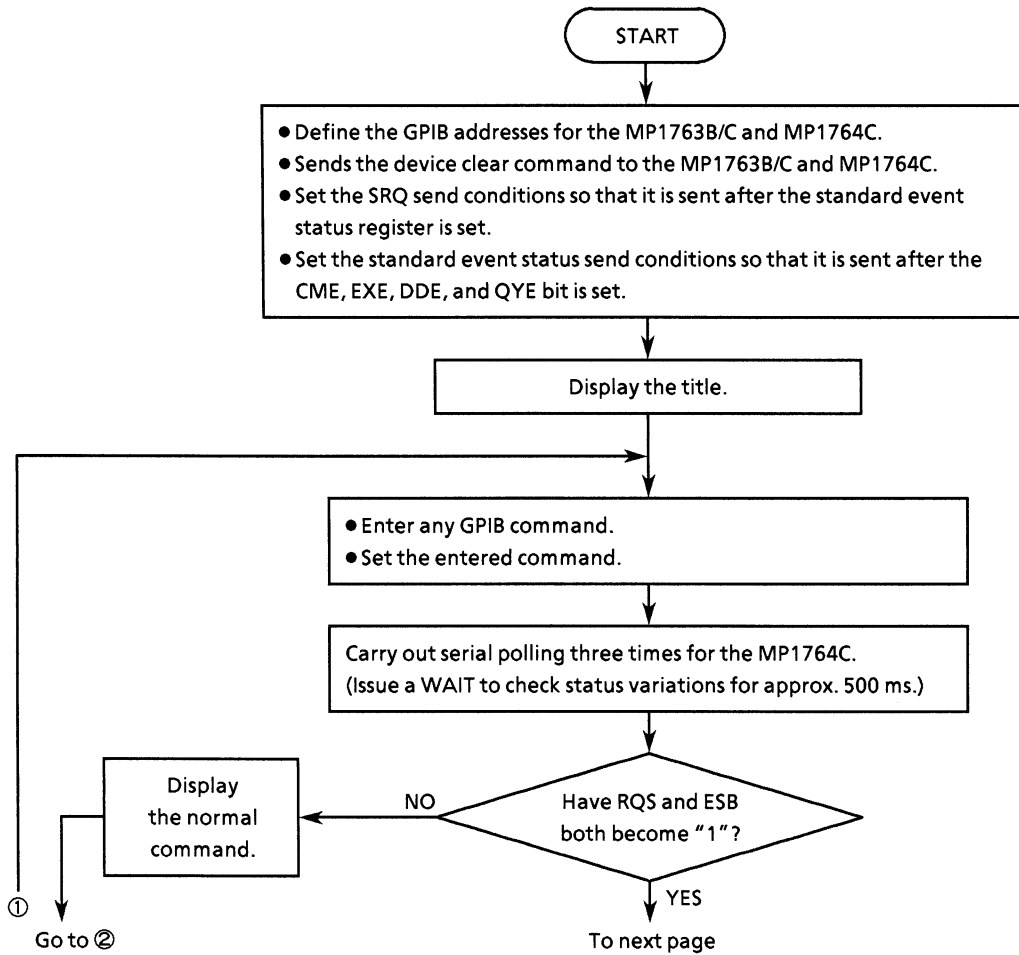 START
● Define the GPIB addresses for the MP1763B/C and MP1764C.
● Sends the device clear command to the MP1763B/C and MP1764C.
● Set the SRQ send conditions so that it is sent after the standard event
status register is set.
● Set the standard event status send conditions so that it is sent after the
CME, EXE, DDE, and QYE bit is set.
Display the title.
● Enter any GPIB command.
● Set the entered command.
Carry out serial polling three times for the MP1764C.
(Issue a WAIT to check status variations for approx. 500 ms.)
Have RQS and ESB
both become "1"?
NO
Display
the normal
command.
YES
①
Go to ②
To next page